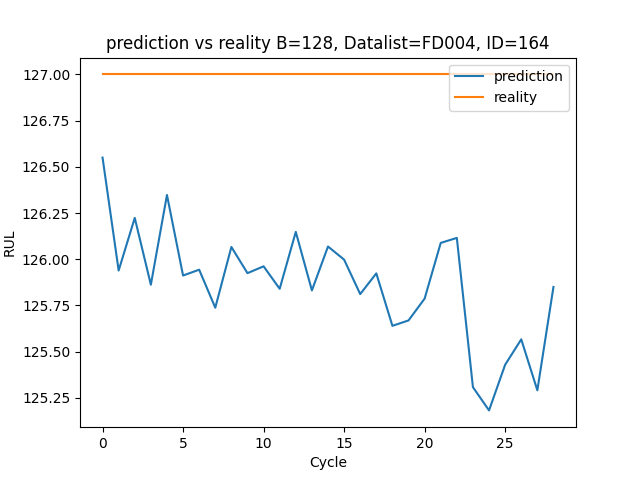 prediction vs reality B=128, Datalist=FD004, ID=164
127.00
126.75
126.50
126.25
126.00
125.75
125.50
125.25
RUL
prediction
reality
0 5 10 15 20 25
Cycle